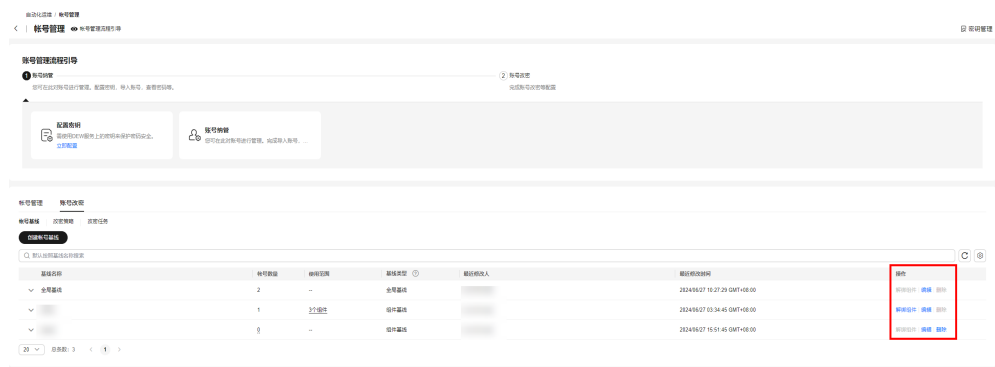 自动化运维 | 帐号管理
帐号管理 帐号管理流程引导 密钥管理
账号管理流程引导
1 账号纳管 2 账号改密
您可在此对账号进行管理。配置密钥、导入账号、查看密码等。 完成账号改密等配置
配置密钥
需使用DEW服务上的密钥来保护密码安全。
立即配置
账号纳管
您可在此对账号进行管理。完成导入账号、...
帐号管理 账号改密
帐号基线 改密策略 改密任务
创建帐号基线
默认按照基线名称搜索
基线名称 帐号数量 使用范围 基线类型 最近修改人 最近修改时间 操作
全局基线 2 -- 全局基线 2024/06/27 10:27:29 GMT+08:00 解绑组件 编辑 删除
1 3个组件 组件基线 2024/06/27 03:34:45 GMT+08:00 解绑组件 编辑 删除
0 -- 组件基线 2024/06/27 15:51:45 GMT+08:00 解绑组件 编辑 删除
20 总条数: 3 < 1 >